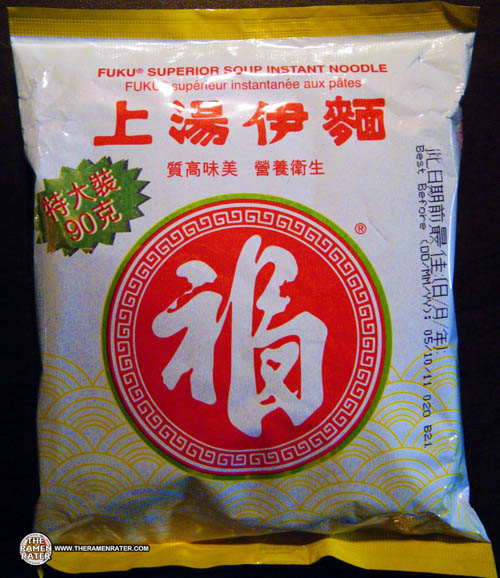 FUKU® SUPERIOR SOUP INSTANT NOODLE
FUKU® supérieur instantanée aux pâtes
上湯伊麵
質高味美 營養衛生
特大裝
90克
®
福
此日期前最佳(日/月/年)
Best Before (DD/MM/YY): 05/10/11 020 B21
THE
RAMEN
RATER
WWW.THERAMENRATER.COM